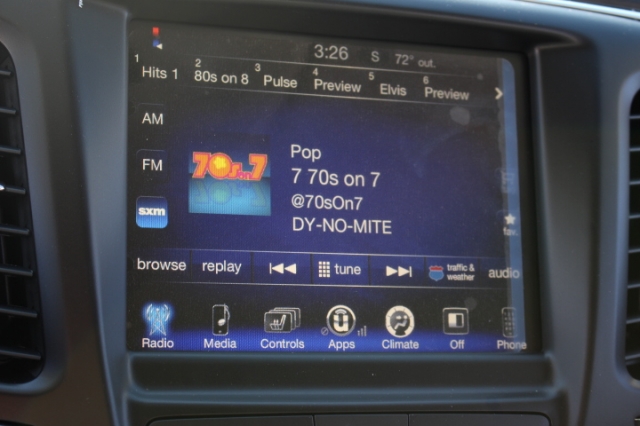 3:26 S 72° out.
1 Hits 1 2 80s on 8 3 Pulse 4 Preview 5 Elvis 6 Preview
AM
FM
sxm
70s on 7
Pop
7 70s on 7
@70sOn7
DY-NO-MITE
fav.
browse replay tune traffic & weather audio
Radio Media Controls Apps Climate Off Phone